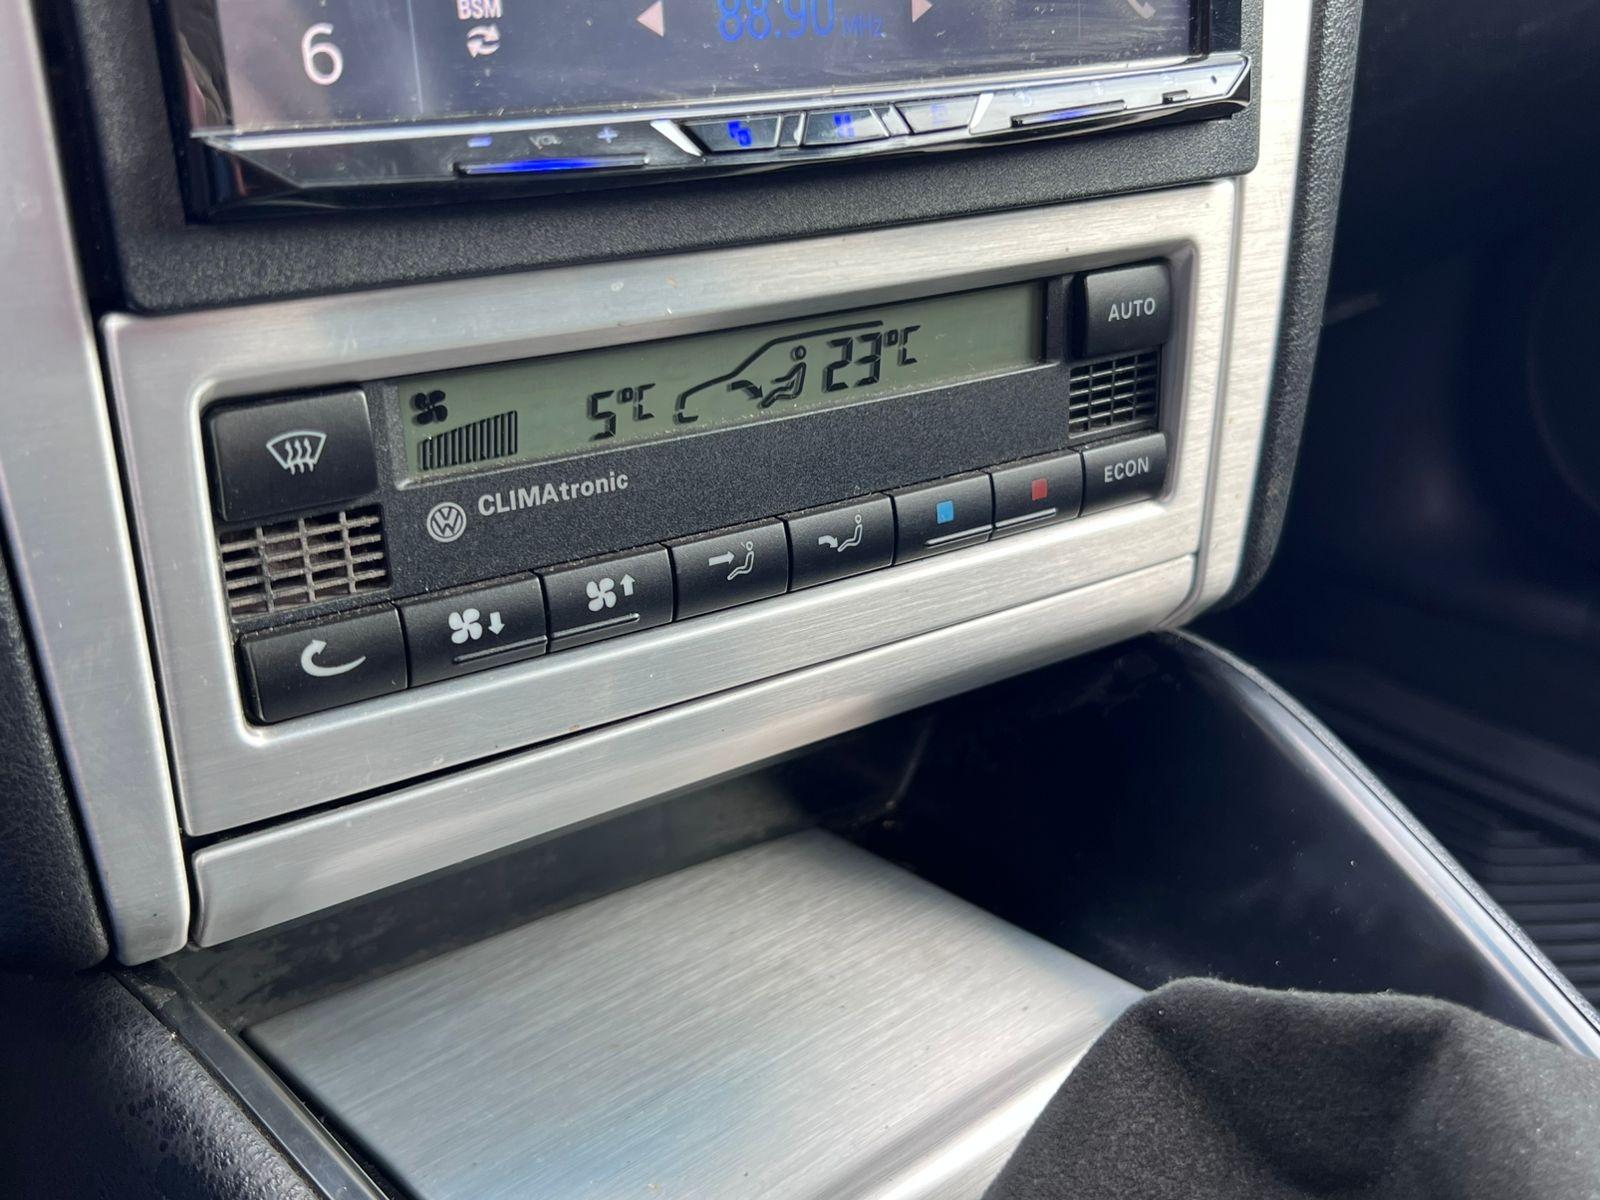 BSM
6
88.90 MHz
VOL
5°C
23°C
AUTO
CLIMAtronic
ECON